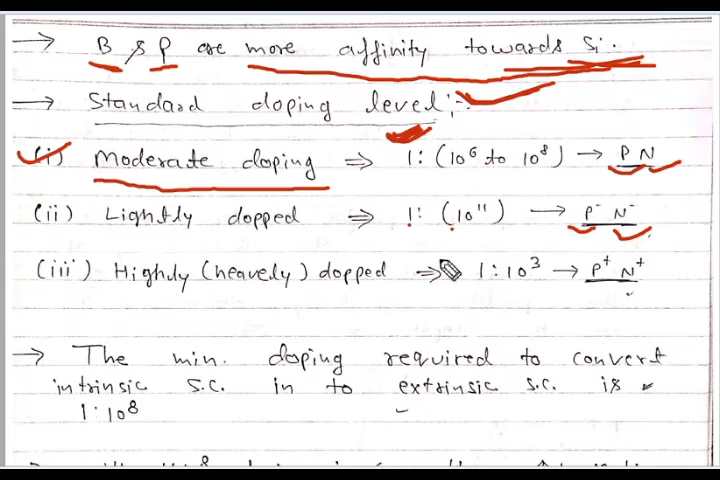 → B & P are more affinity towards Si.
→ Standard doping level :-
(i) Moderate doping ⇒ 1: (10⁶ to 10⁸) → P N
(ii) Lightly dopped ⇒ 1: (10¹¹) → P⁻ N⁻
(iii) Highly (heavely) dopped ⇒ 1:10³ → P⁺ N⁺
→ The min. doping required to convert
intrinsic S.C. in to extrinsic S.C. is
1:10⁸